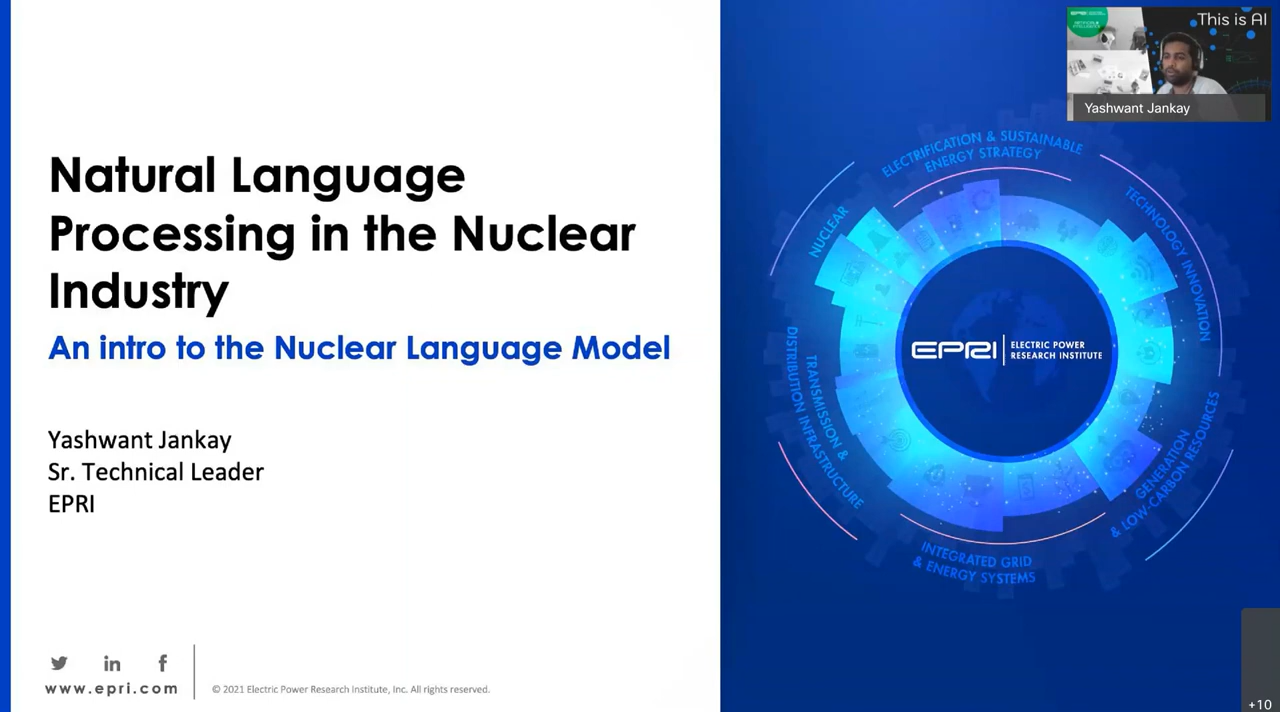 Natural Language
Processing in the Nuclear
Industry
An intro to the Nuclear Language Model
Yashwant Jankay
Sr. Technical Leader
EPRI
www.epri.com
© 2021 Electric Power Research Institute, Inc. All rights reserved.
This is AI
Yashwant Jankay
ELECTRIFICATION & SUSTAINABLE
ENERGY STRATEGY
TECHNOLOGY INNOVATION
GENERATION
& LOW-CARBON RESOURCES
INTEGRATED GRID
& ENERGY SYSTEMS
TRANSMISSION &
DISTRIBUTION INFRASTRUCTURE
NUCLEAR
EPRI
ELECTRIC POWER
RESEARCH INSTITUTE
+10